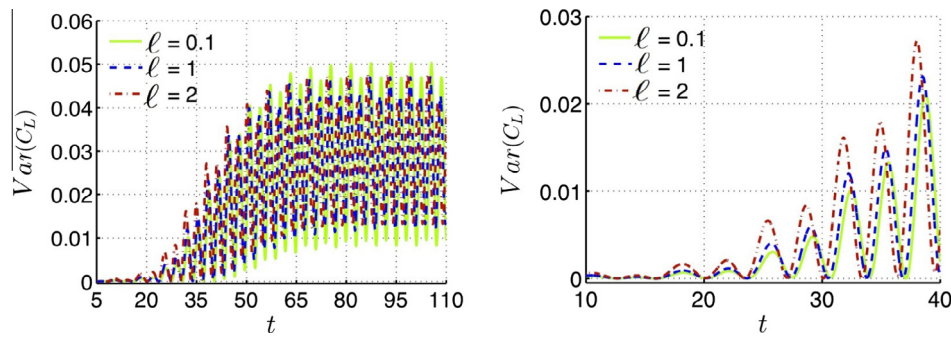 0.06
0.05
0.04
0.03
0.02
0.01
0
Var(C_L)
ℓ = 0.1
ℓ = 1
ℓ = 2
5 20 35 50 65 80 95 110
t
0.03
0.02
0.01
0
Var(C_L)
ℓ = 0.1
ℓ = 1
ℓ = 2
10 20 30 40
t